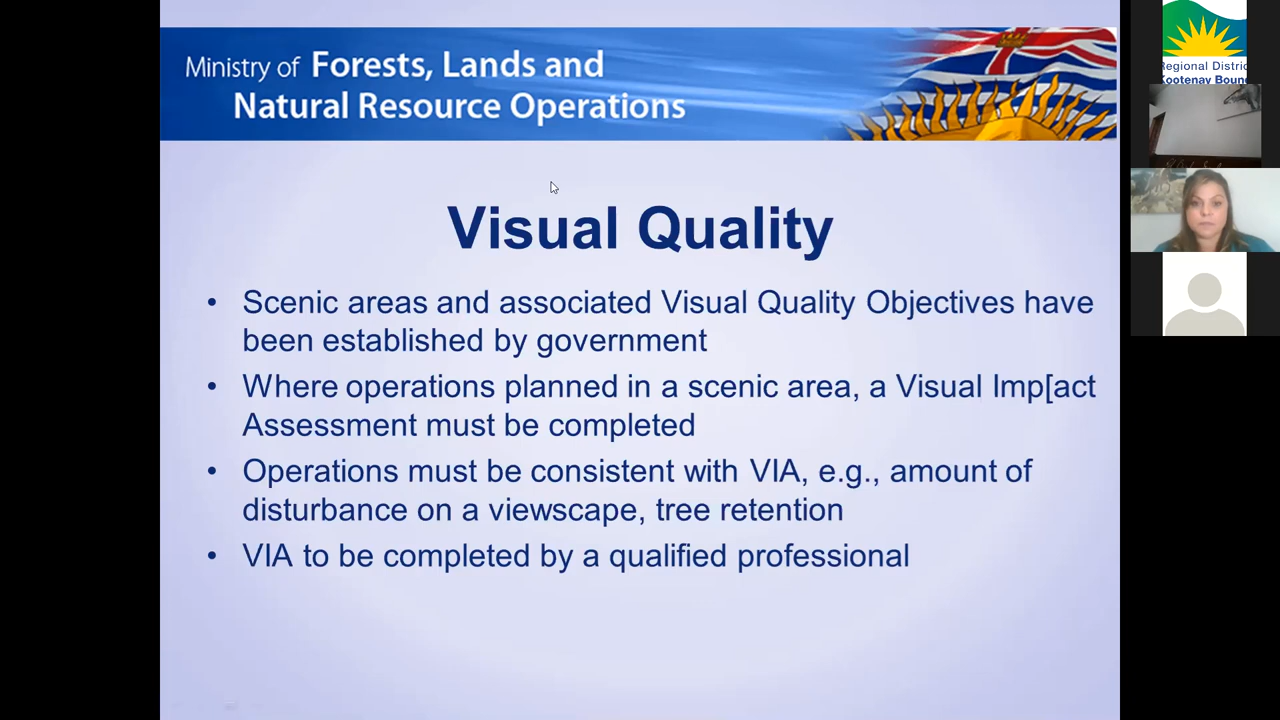 Ministry of Forests, Lands and
Natural Resource Operations
Visual Quality
• Scenic areas and associated Visual Quality Objectives have
been established by government
• Where operations planned in a scenic area, a Visual Imp[act
Assessment must be completed
• Operations must be consistent with VIA, e.g., amount of
disturbance on a viewscape, tree retention
• VIA to be completed by a qualified professional
Regional Distric
Kootenay Boun